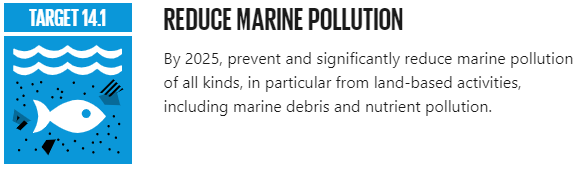 TARGET 14.1
REDUCE MARINE POLLUTION
By 2025, prevent and significantly reduce marine pollution
of all kinds, in particular from land-based activities,
including marine debris and nutrient pollution.